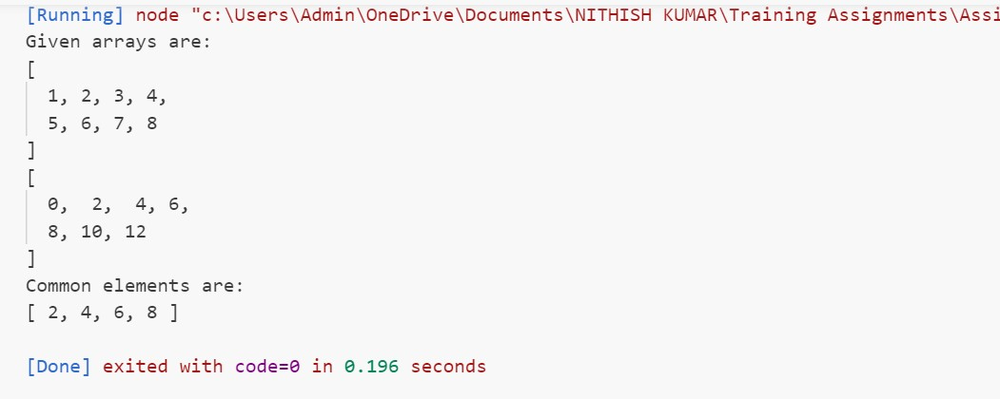 [Running] node "c:\Users\Admin\OneDrive\Documents\NITHISH KUMAR\Training Assignments\Assi
Given arrays are:
[
  1, 2, 3, 4,
  5, 6, 7, 8
]
[
  0,  2,  4, 6,
  8, 10, 12
]
Common elements are:
[ 2, 4, 6, 8 ]
[Done] exited with code=0 in 0.196 seconds